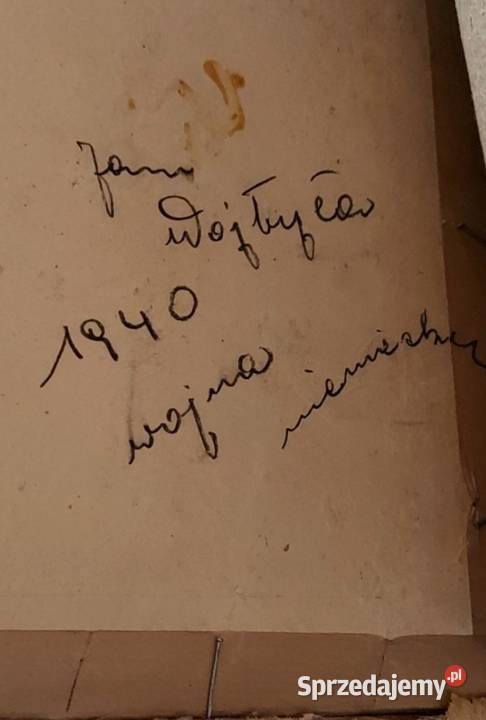 Jan
Wojtyła
1940
wojna
niemiecka
Sprzedajemy.pl